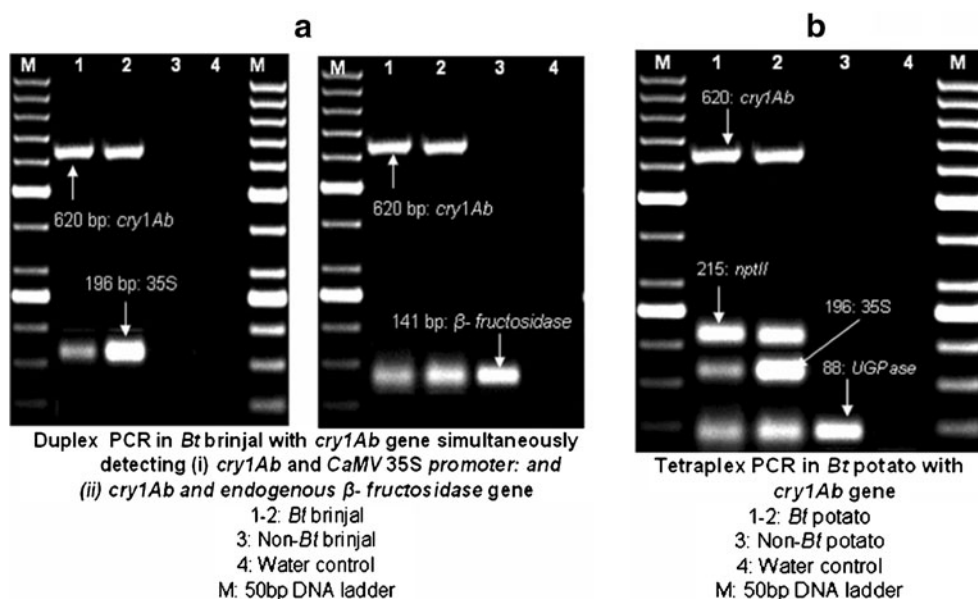 a
M 1 2 3 4 M
1 2 3 4
620 bp: cry1Ab
196 bp: 35S
620 bp: cry1Ab
141 bp: β- fructosidase
Duplex PCR in Bt brinjal with cry1Ab gene simultaneously
detecting (i) cry1Ab and CaMV 35S promoter: and
(ii) cry1Ab and endogenous β- fructosidase gene
1-2: Bt brinjal
3: Non-Bt brinjal
4: Water control
M: 50bp DNA ladder
b
M 1 2 3 4 M
620: cry1Ab
215: nptII
196: 35S
88: UGPase
Tetraplex PCR in Bt potato with
cry1Ab gene
1-2: Bt potato
3: Non-Bt potato
4: Water control
M: 50bp DNA ladder